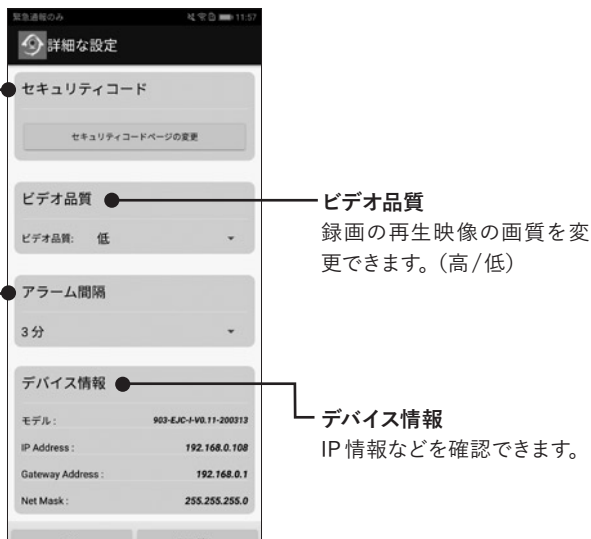 緊急通報のみ 11:57
詳細な設定
セキュリティコード
セキュリティコードページの変更
ビデオ品質
ビデオ品質: 低
アラーム間隔
3分
デバイス情報
モデル: 903-EJC-I-V0.11-200313
IP Address : 192.168.0.108
Gateway Address : 192.168.0.1
Net Mask : 255.255.255.0
ビデオ品質
録画の再生映像の画質を変
更できます。(高/低)
デバイス情報
IP情報などを確認できます。